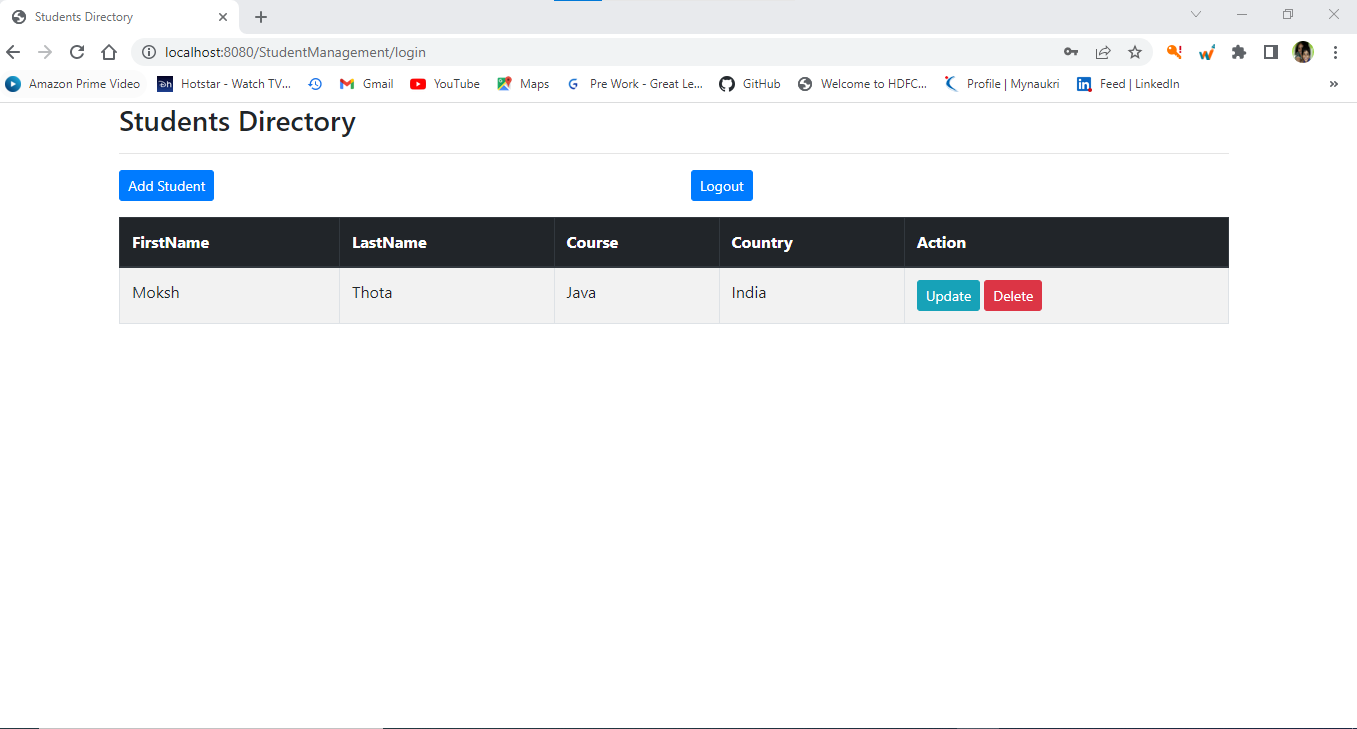 Students Directory
localhost:8080/StudentManagement/login
Amazon Prime Video Hotstar - Watch TV... Gmail YouTube Maps Pre Work - Great Le... GitHub Welcome to HDFC... Profile | Mynaukri Feed | LinkedIn »
Students Directory
Add Student Logout
FirstName LastName Course Country Action
Moksh Thota Java India Update Delete